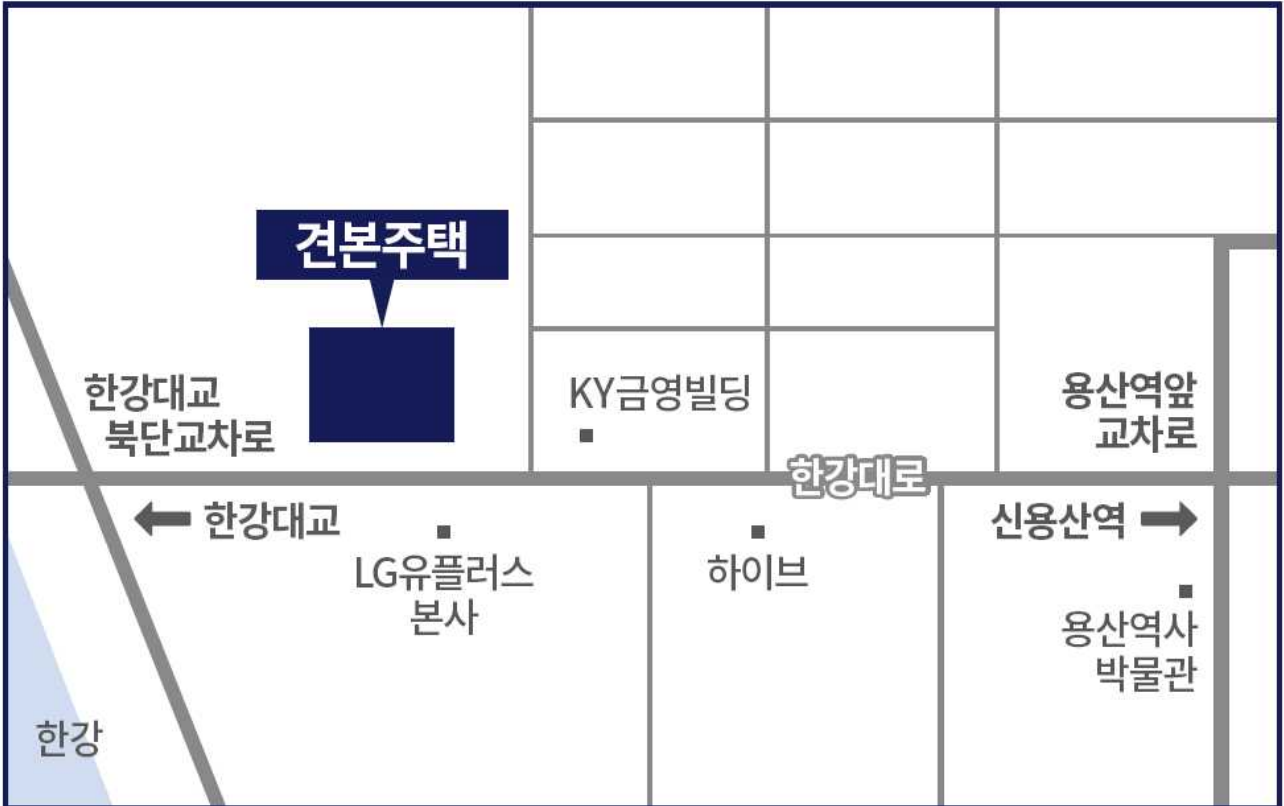 견본주택
한강대교
북단교차로
KY금영빌딩
용산역앞
교차로
한강대로
한강대교
신용산역
LG유플러스
본사
하이브
용산역사
박물관
한강